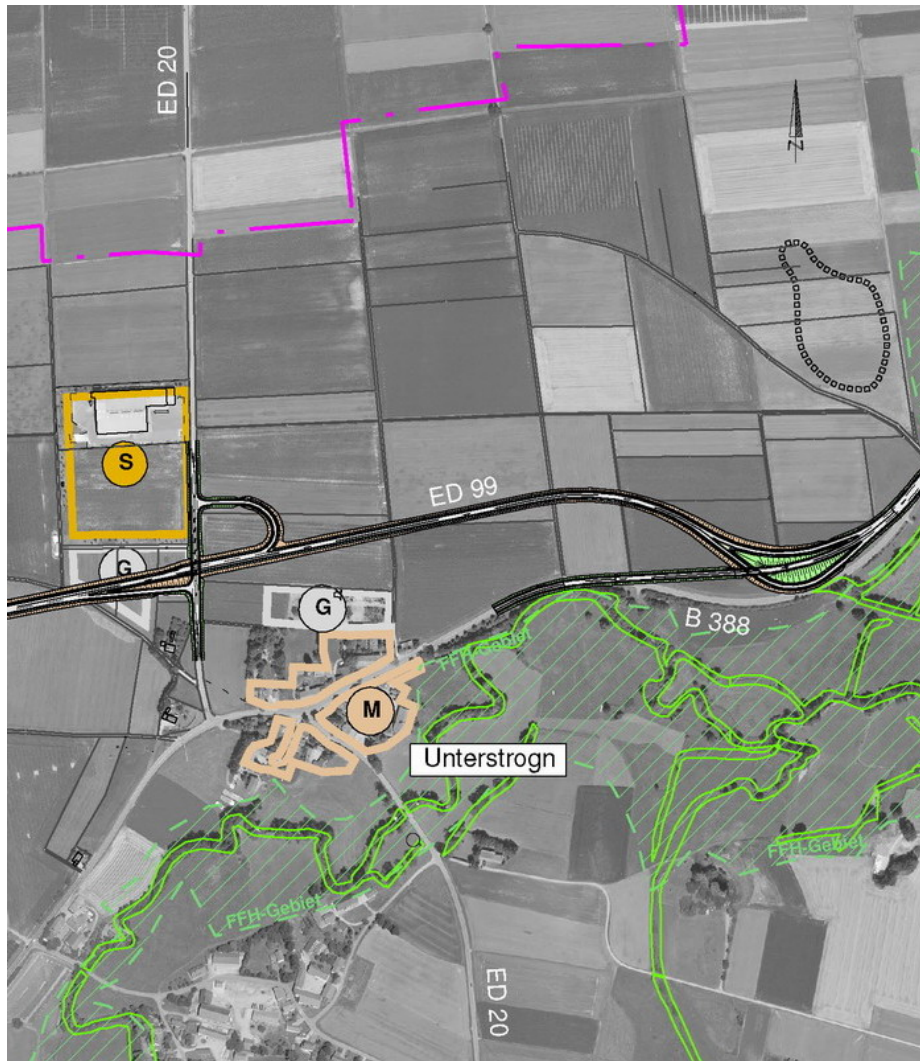 ED 20
N
S
ED 99
G
G
B 388
FFH-Gebiet
M
Unterstrogn
FFH-Gebiet
FFH-Gebiet
ED 20